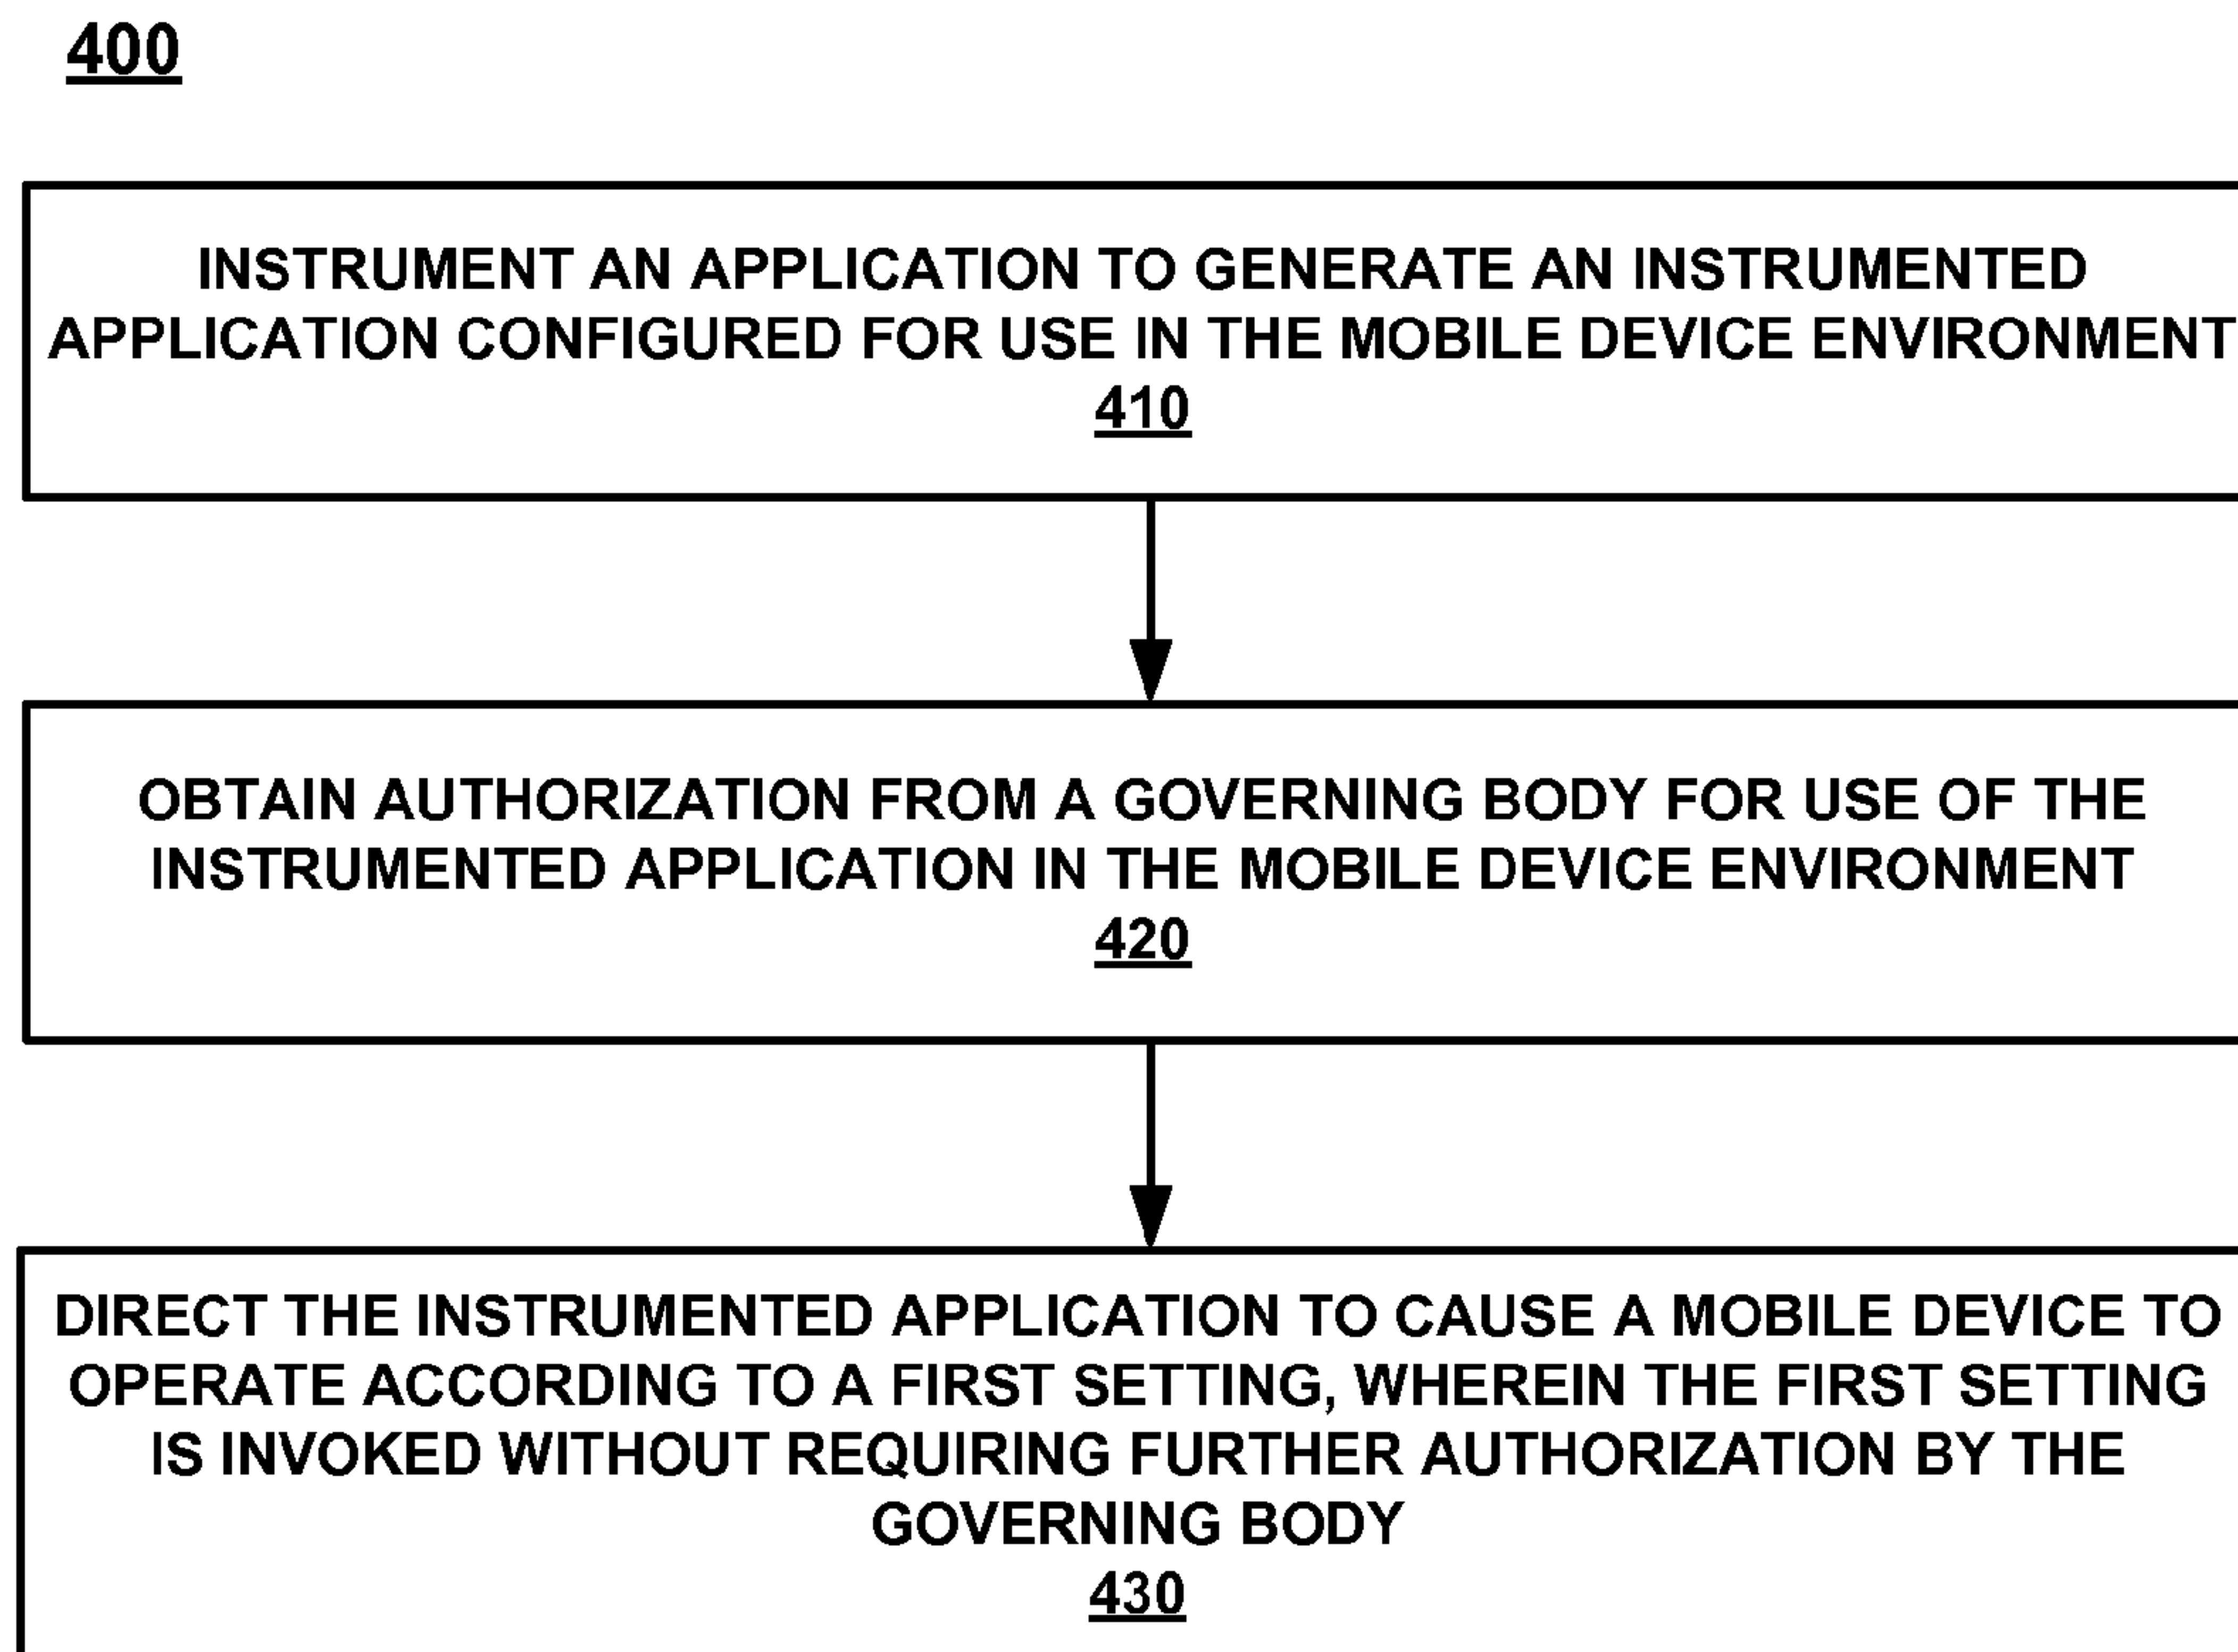 400
INSTRUMENT AN APPLICATION TO GENERATE AN INSTRUMENTED
APPLICATION CONFIGURED FOR USE IN THE MOBILE DEVICE ENVIRONMENT
410
OBTAIN AUTHORIZATION FROM A GOVERNING BODY FOR USE OF THE
INSTRUMENTED APPLICATION IN THE MOBILE DEVICE ENVIRONMENT
420
DIRECT THE INSTRUMENTED APPLICATION TO CAUSE A MOBILE DEVICE TO
OPERATE ACCORDING TO A FIRST SETTING, WHEREIN THE FIRST SETTING
IS INVOKED WITHOUT REQUIRING FURTHER AUTHORIZATION BY THE
GOVERNING BODY
430